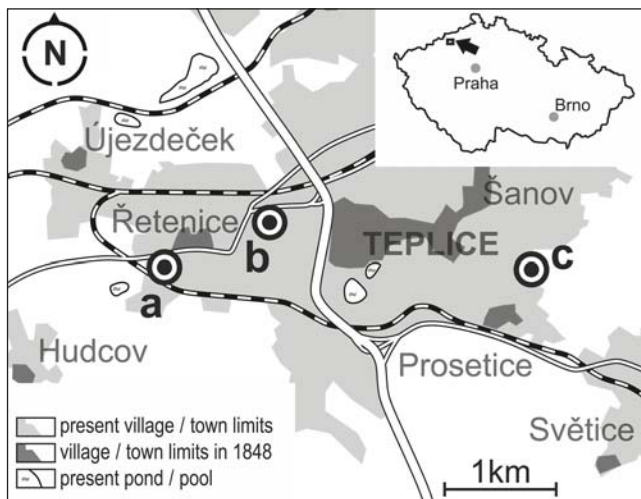 N
Praha
Brno
Újezdeček
Šanov
Řetenice
b
TEPLICE
c
a
Hudcov
Prosetice
Světice
present village / town limits
village / town limits in 1848
present pond / pool
1km